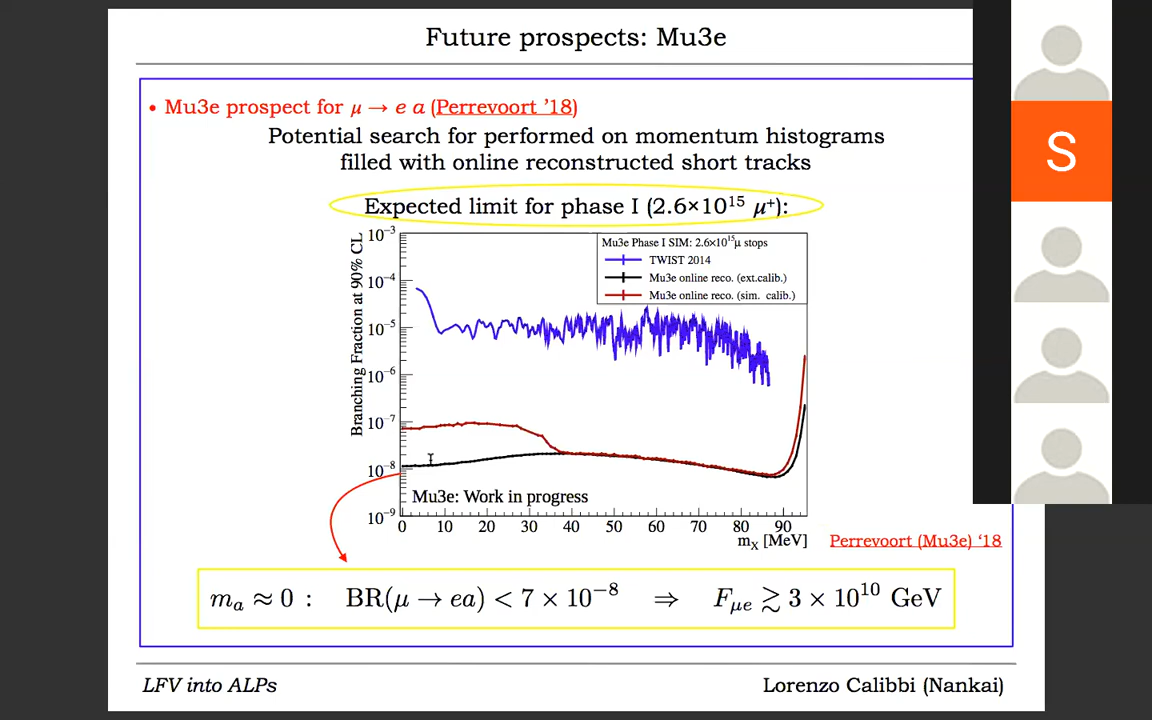 Future prospects: Mu3e
• Mu3e prospect for μ → e a (Perrevoort '18)
Potential search for performed on momentum histograms
filled with online reconstructed short tracks
Expected limit for phase I (2.6×10¹⁵ μ⁺):
Branching Fraction at 90% CL
10⁻³
10⁻⁴
10⁻⁵
10⁻⁶
10⁻⁷
10⁻⁸
10⁻⁹
Mu3e Phase I SIM: 2.6×10¹⁵μ stops
TWIST 2014
Mu3e online reco. (ext.calib.)
Mu3e online reco. (sim. calib.)
Mu3e: Work in progress
0 10 20 30 40 50 60 70 80 90
mₓ [MeV]
Perrevoort (Mu3e) '18
mₐ ≈ 0 : BR(μ → ea) < 7 × 10⁻⁸ ⇒ F_μe ≳ 3 × 10¹⁰ GeV
LFV into ALPs
Lorenzo Calibbi (Nankai)
S